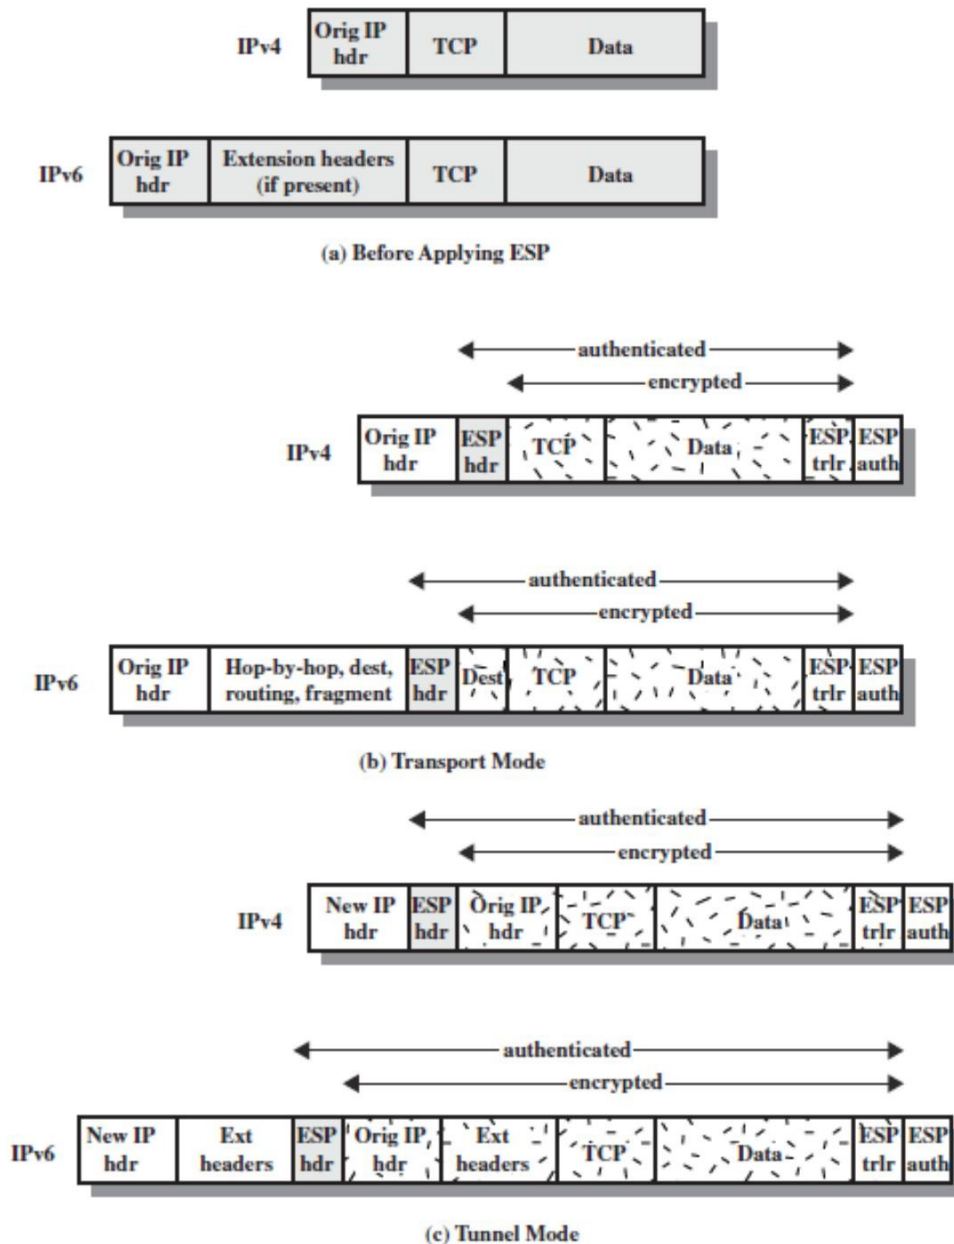 IPv4
Orig IP
hdr
TCP
Data
IPv6
Orig IP
hdr
Extension headers
(if present)
TCP
Data
(a) Before Applying ESP
authenticated
encrypted
IPv4
Orig IP
hdr
ESP
hdr
TCP
Data
ESP
trlr
ESP
auth
authenticated
encrypted
IPv6
Orig IP
hdr
Hop-by-hop, dest,
routing, fragment
ESP
hdr
Dest
TCP
Data
ESP
trlr
ESP
auth
(b) Transport Mode
authenticated
encrypted
IPv4
New IP
hdr
ESP
hdr
Orig IP
hdr
TCP
Data
ESP
trlr
ESP
auth
authenticated
encrypted
IPv6
New IP
hdr
Ext
headers
ESP
hdr
Orig IP
hdr
Ext
headers
TCP
Data
ESP
trlr
ESP
auth
(c) Tunnel Mode